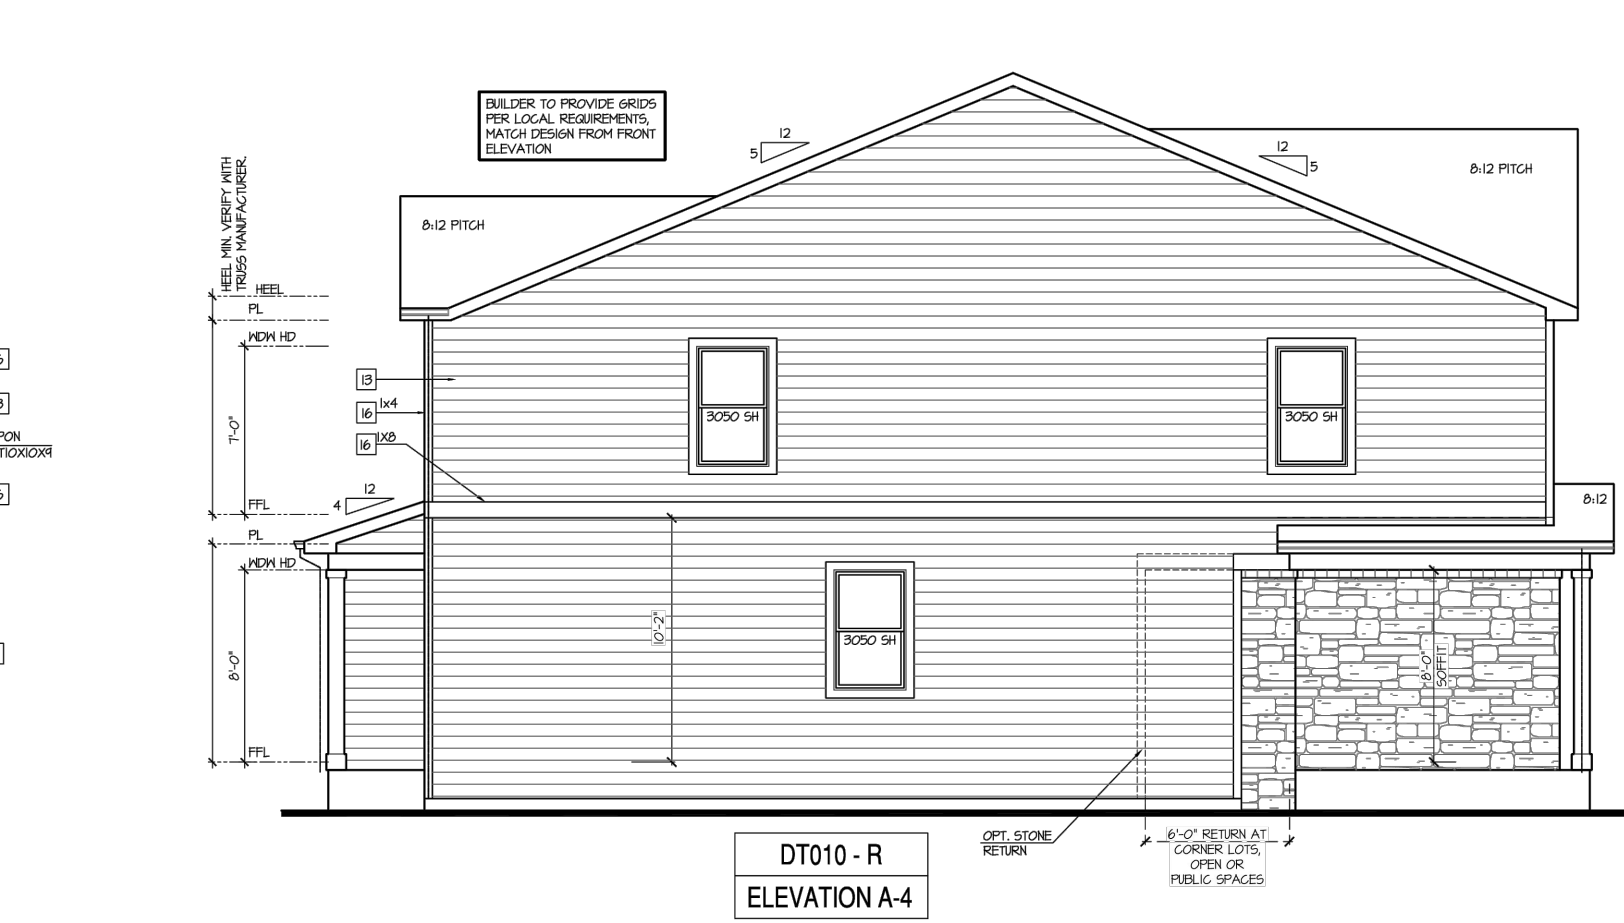 BUILDER TO PROVIDE GRIDS
PER LOCAL REQUIREMENTS,
MATCH DESIGN FROM FRONT
ELEVATION
12
5
12
5
8:12 PITCH
8:12 PITCH
HEEL MIN. VERIFY WITH
TRUSS MANUFACTURER.
HEEL
PL
WDW HD
13
1x4
16
1X8
16
7'-0"
3050 SH
3050 SH
12
4
FFL
8:12
PL
WDW HD
10'-2"
3050 SH
8'-0"
8'-0"
SOFFIT
FFL
PON
T10X10X9
OPT. STONE
RETURN
6'-0" RETURN AT
CORNER LOTS,
OPEN OR
PUBLIC SPACES
DT010 - R
ELEVATION A-4